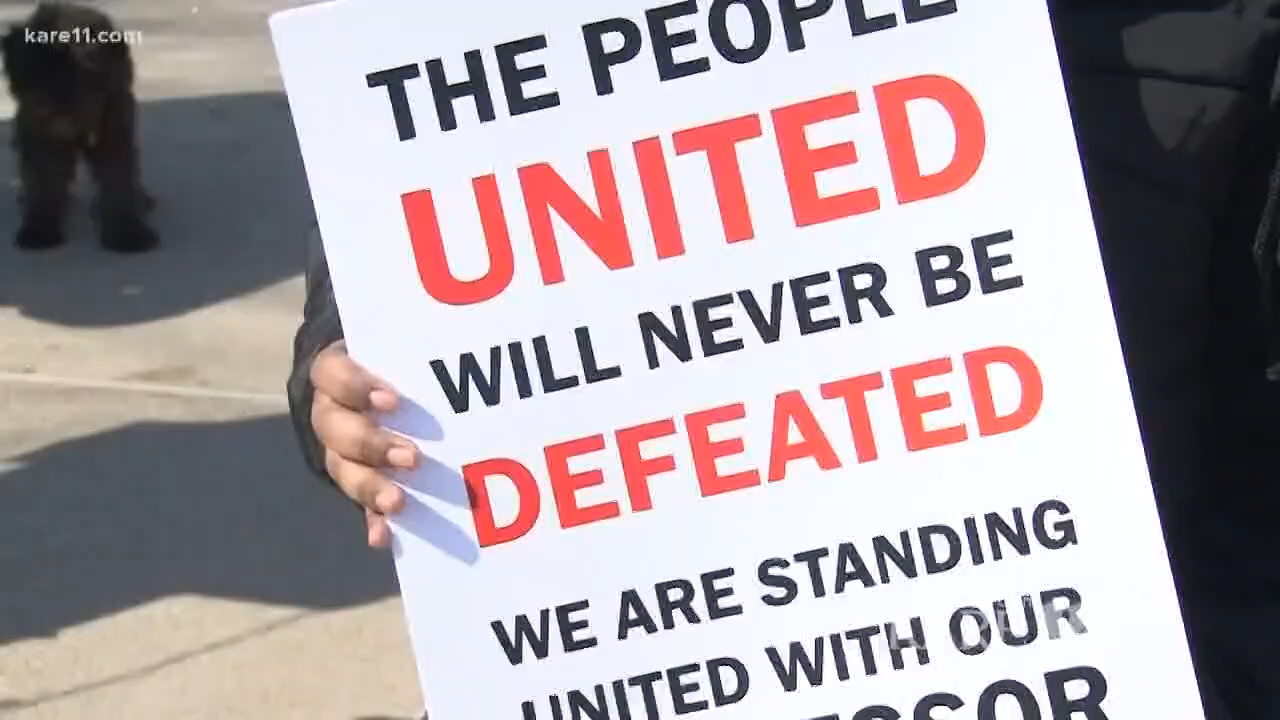 kare11.com
THE PEOPLE
UNITED
WILL NEVER BE
DEFEATED
WE ARE STANDING
UNITED WITH OUR